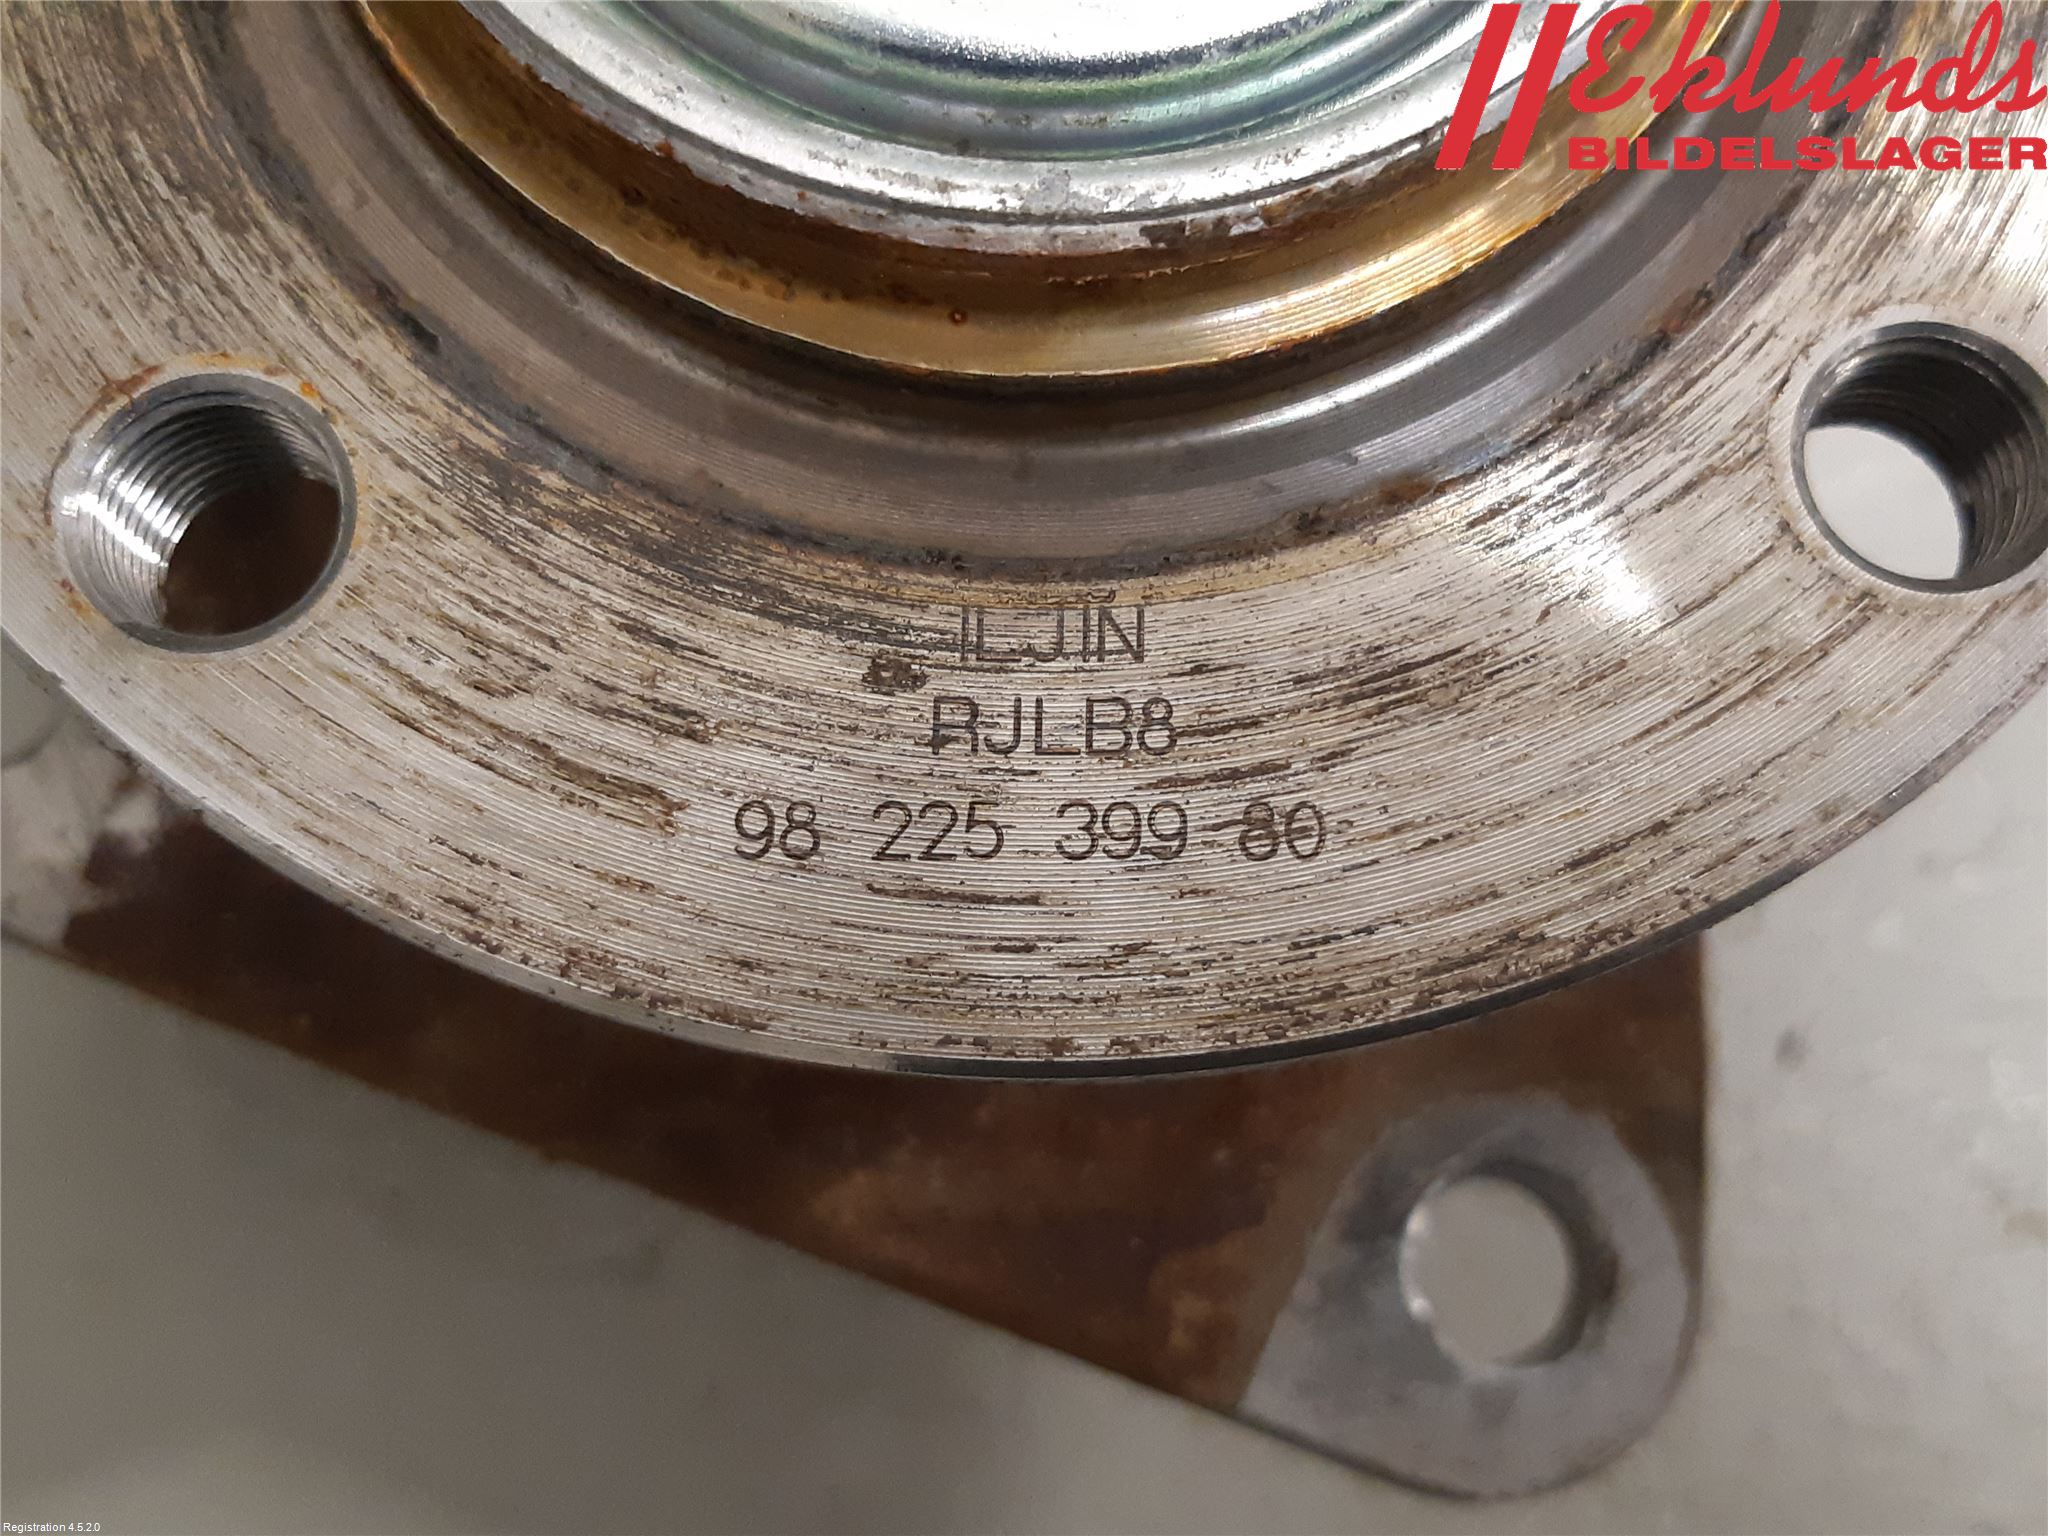 Eklunds
BILDELSLAGER
ILJIN
RJLB8
98 225 399 80
Registration 4.5.2.0